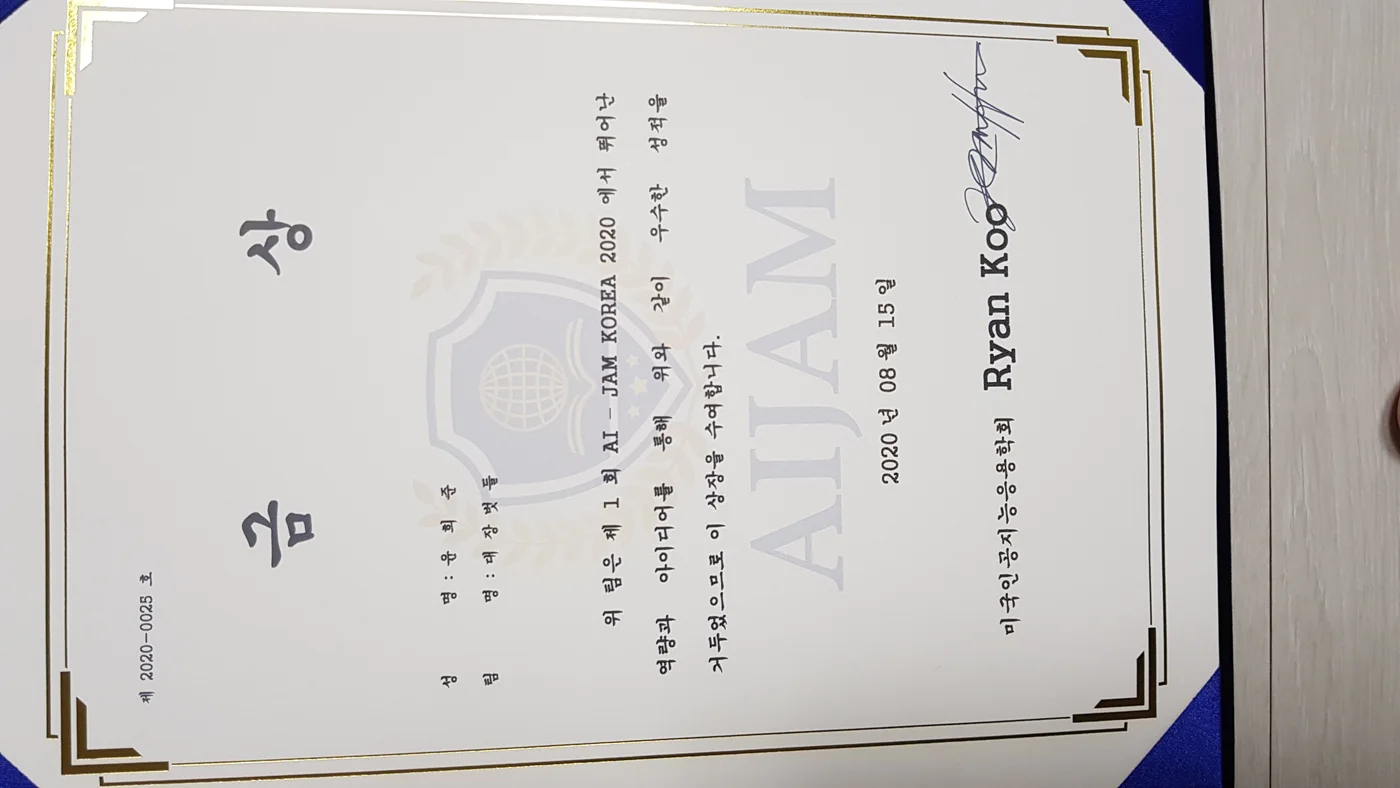 제 2020-0025 호
금 상
성 명 : 윤 희 준
팀 명 : 대 장 벗 들
위 팀은 제 1 회 AI - JAM KOREA 2020 에서 뛰어난
역량과 아이디어를 통해 위와 같이 우수한 성적을
거두었으므로 이 상장을 수여합니다.
AIJAM
2020 년 08 월 15 일
미국인공지능응용학회 Ryan Koo